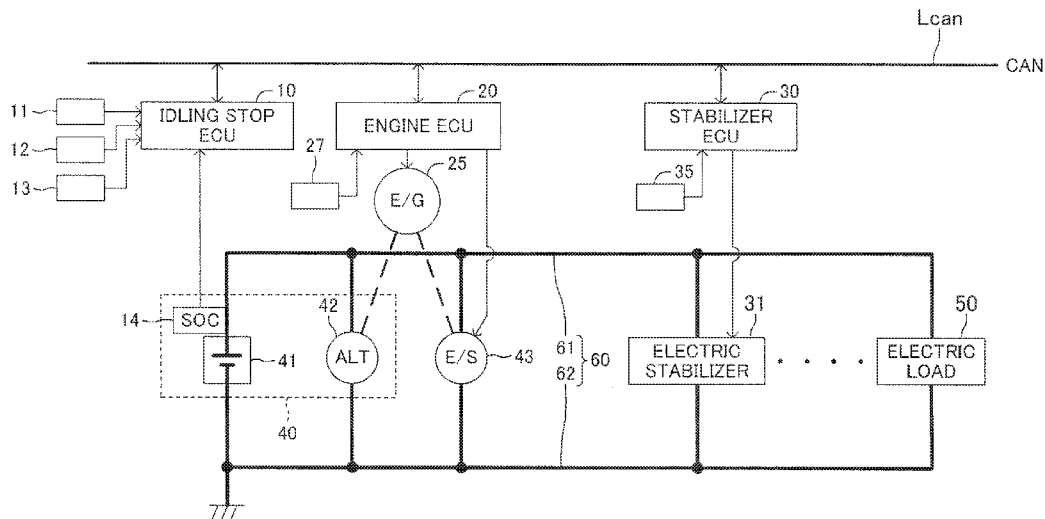 Lcan
CAN
10
20
30
11
IDLING STOP
ECU
ENGINE ECU
STABILIZER
ECU
12
27
25
35
13
E/G
14
SOC
42
31
50
41
ALT
E/S
43
61
62
60
ELECTRIC
STABILIZER
ELECTRIC
LOAD
40